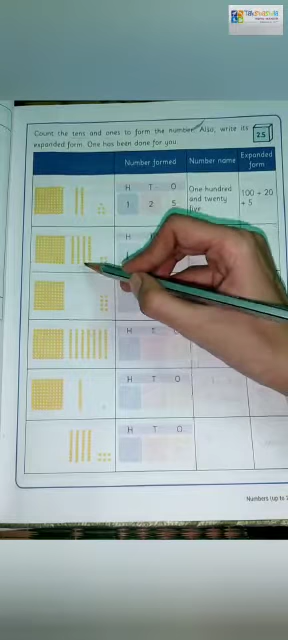 Takshashila
Count the tens and ones to form the number. Also, write its
expanded form. One has been done for you.
25
Number formed Number name Expanded form
H T O
1 2 5
One hundred and twenty five
100 + 20 + 5
H
H T O
H T O
H T O
Numbers (up to